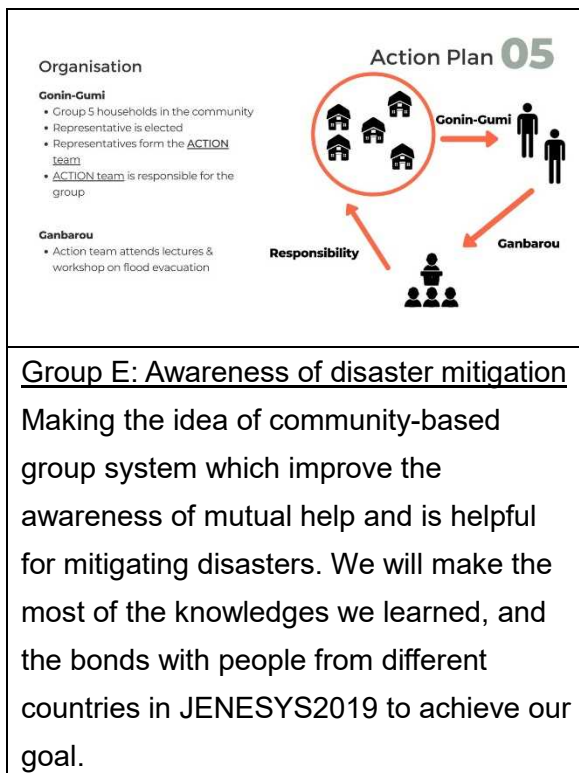 Organisation
Gonin-Gumi
• Group 5 households in the community
• Representative is elected
• Representatives form the ACTION
team
• ACTION team is responsible for the
group
Ganbarou
• Action team attends lectures &
workshop on flood evacuation
Action Plan 05
Gonin-Gumi
Ganbarou
Responsibility
Group E: Awareness of disaster mitigation
Making the idea of community-based
group system which improve the
awareness of mutual help and is helpful
for mitigating disasters. We will make the
most of the knowledges we learned, and
the bonds with people from different
countries in JENESYS2019 to achieve our
goal.